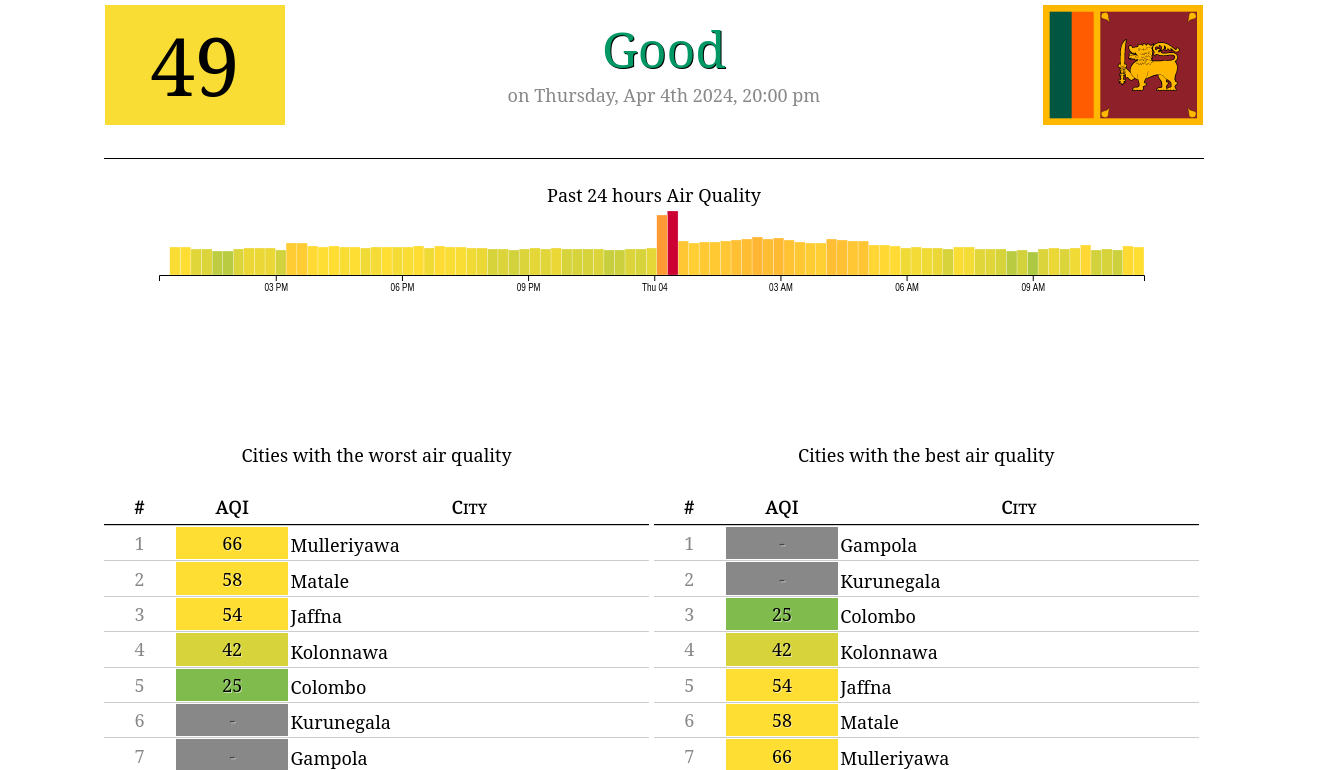 49
Good
on Thursday, Apr 4th 2024, 20:00 pm
Past 24 hours Air Quality
03 PM 06 PM 09 PM Thu 04 03 AM 06 AM 09 AM
Cities with the worst air quality
# AQI City
1 66 Mulleriyawa
2 58 Matale
3 54 Jaffna
4 42 Kolonnawa
5 25 Colombo
6 - Kurunegala
7 - Gampola
Cities with the best air quality
# AQI City
1 - Gampola
2 - Kurunegala
3 25 Colombo
4 42 Kolonnawa
5 54 Jaffna
6 58 Matale
7 66 Mulleriyawa